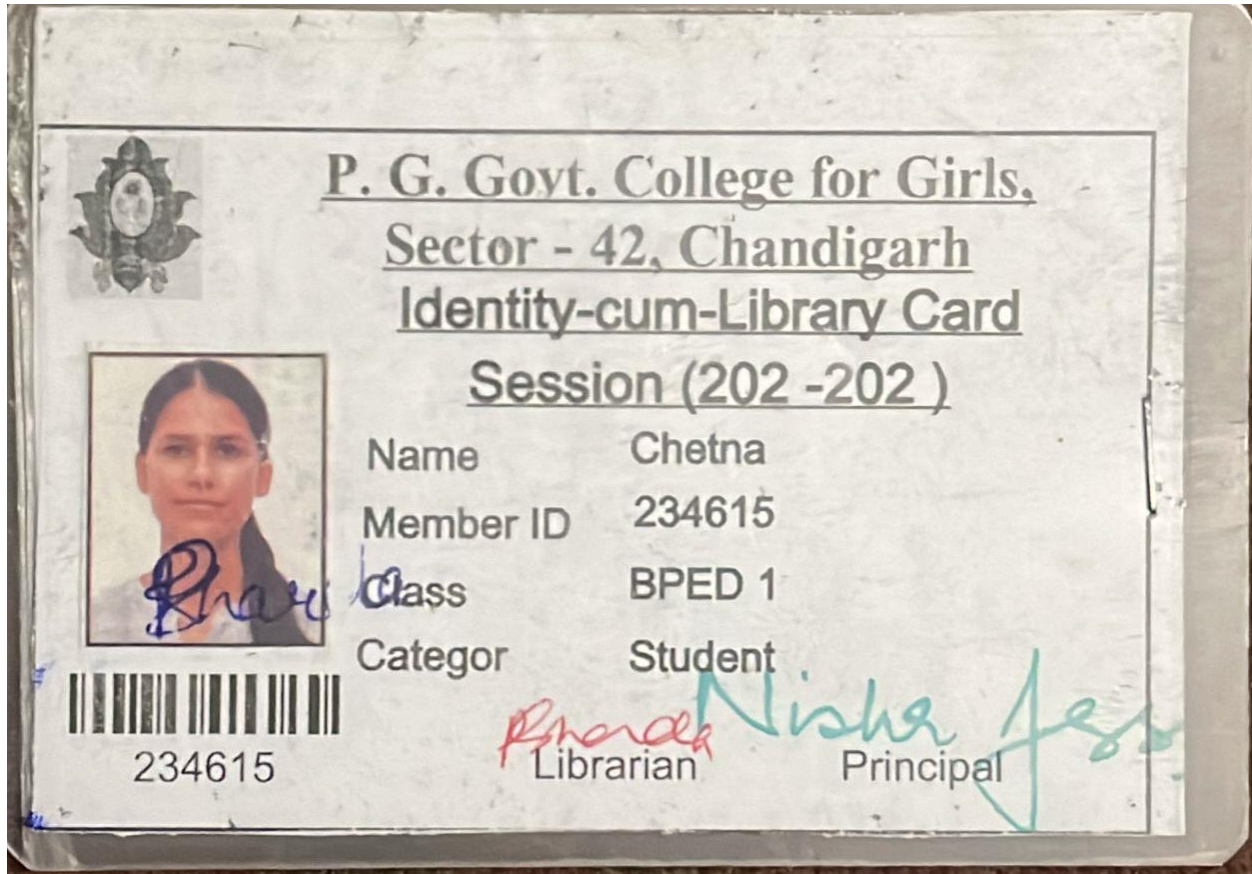 P. G. Govt. College for Girls,
Sector - 42, Chandigarh
Identity-cum-Library Card
Session (202 -202 )
Name Chetna
Member ID 234615
Class BPED 1
Categor Student
234615
Nisha
Librarian Principal